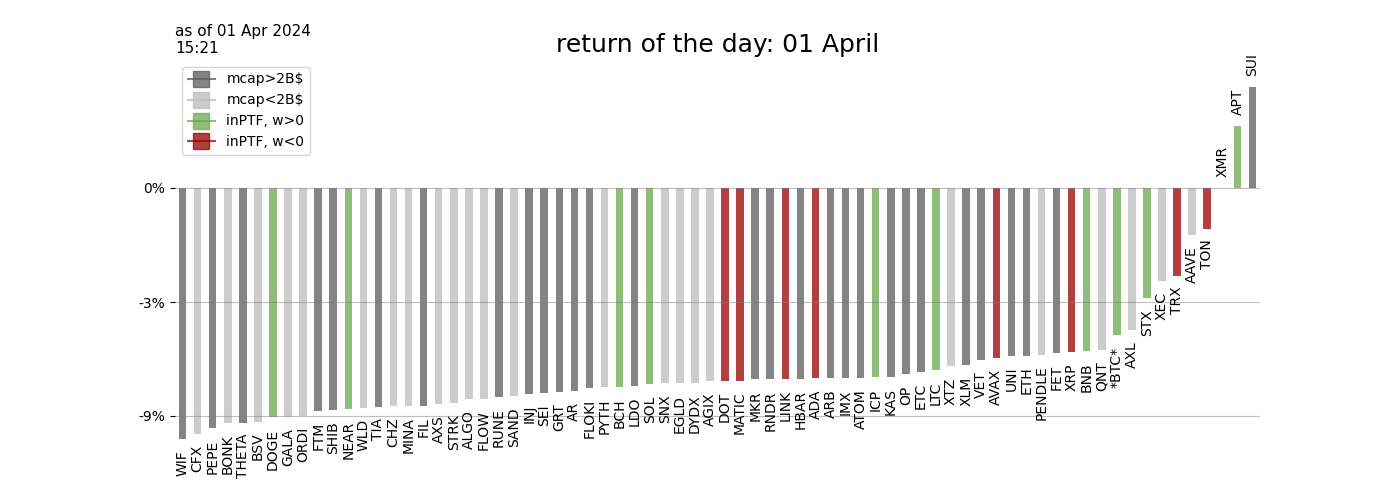 as of 01 Apr 2024
15:21
return of the day: 01 April
mcap>2B$
mcap<2B$
inPTF, w>0
inPTF, w<0
0%
-3%
-9%
WIF
CFX
PEPE
BONK
THETA
BSV
DOGE
GALA
ORDI
FTM
SHIB
NEAR
WLD
TIA
CHZ
MINA
FIL
AXS
STRK
ALGO
FLOW
RUNE
SAND
INJ
SEI
GRT
AR
FLOKI
PYTH
BCH
LDO
SOL
SNX
EGLD
DYDX
AGIX
DOT
MATIC
MKR
RNDR
LINK
HBAR
ADA
ARB
IMX
ATOM
ICP
KAS
OP
ETC
LTC
XTZ
XLM
VET
AVAX
UNI
ETH
PENDLE
FET
XRP
BNB
QNT
*BTC*
AXL
STX
XEC
TRX
AAVE
TON
XMR
APT
SUI